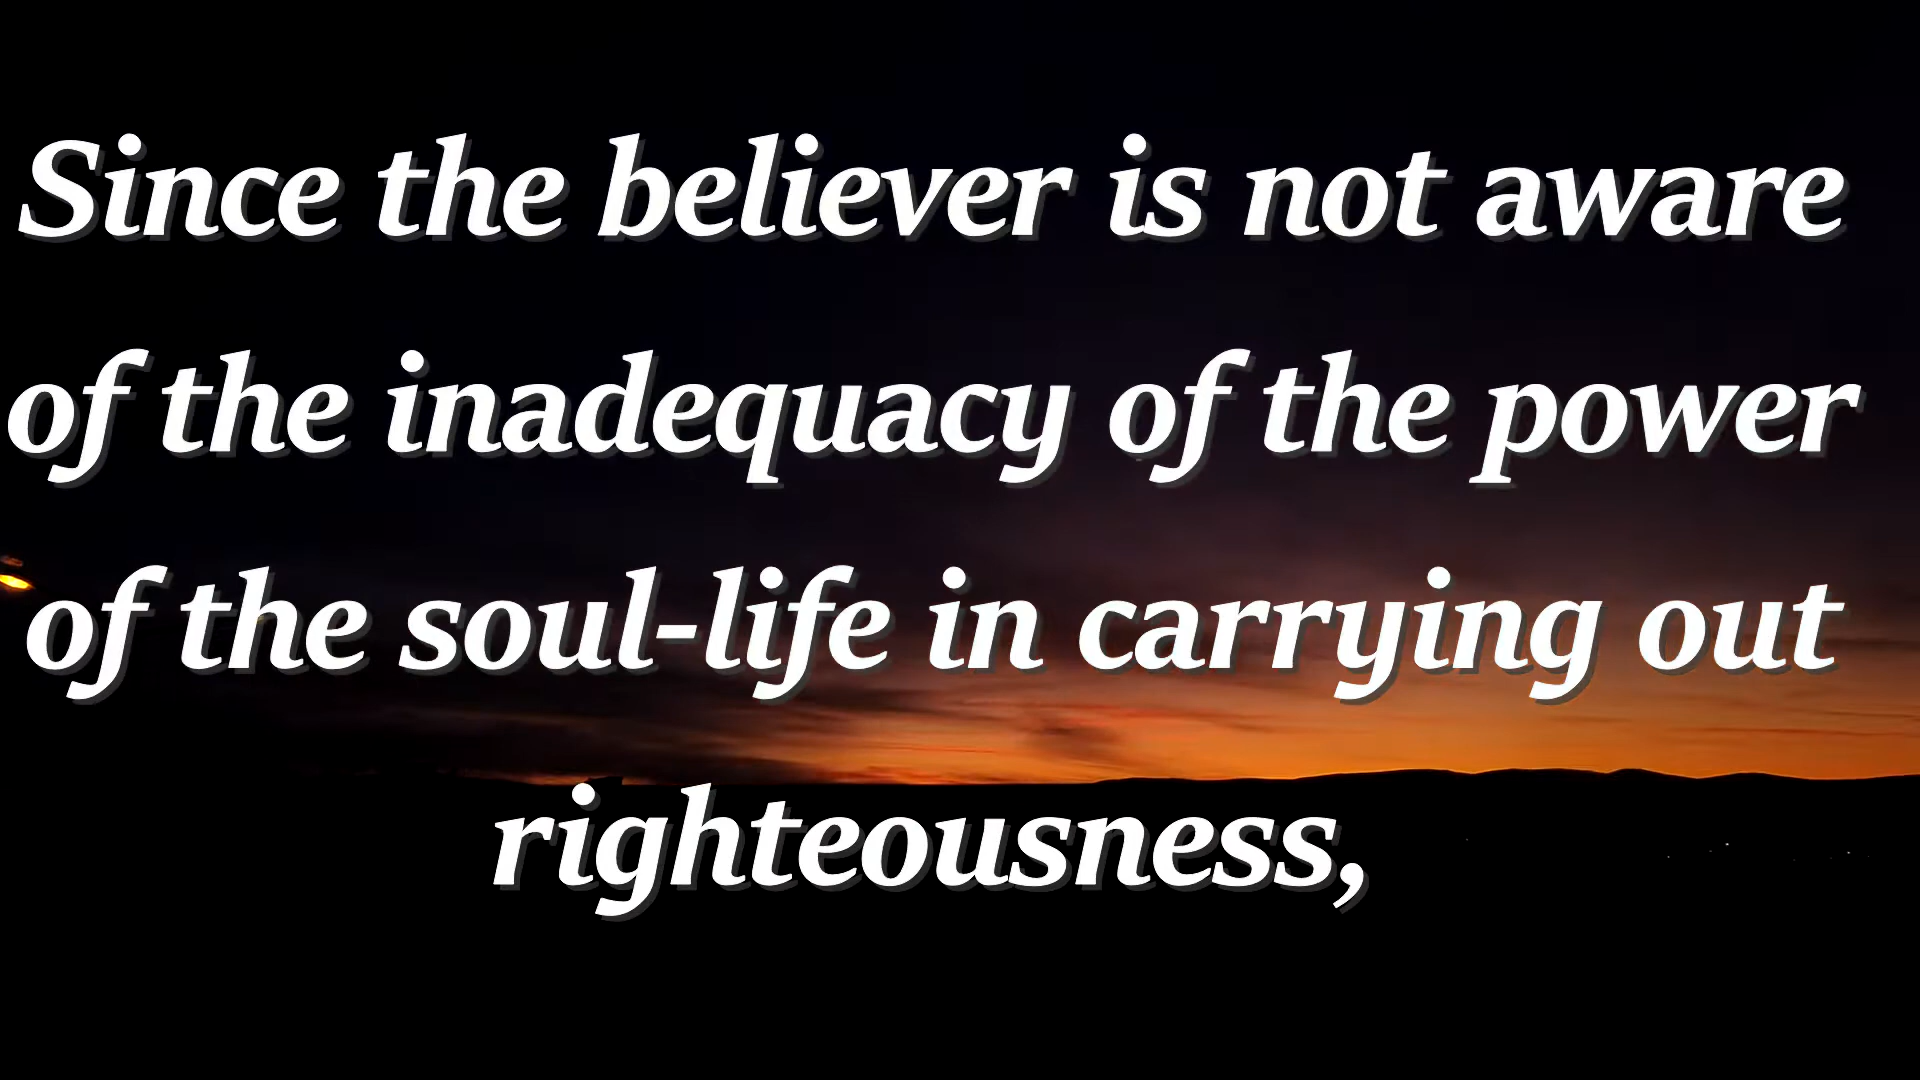 Since the believer is not aware
of the inadequacy of the power
of the soul-life in carrying out
righteousness,